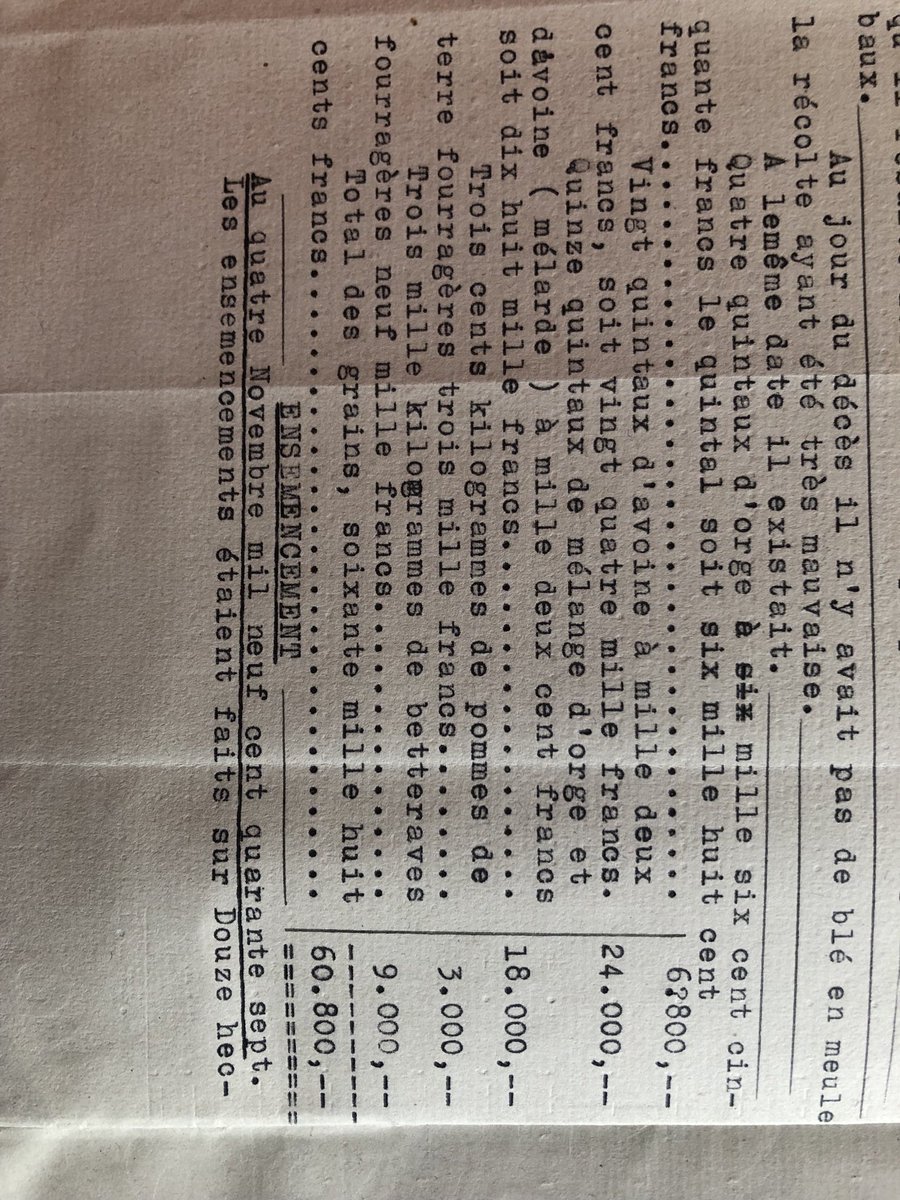 baux.
Au jour du décès il n'y avait pas de blé en meule
la récolte ayant été très mauvaise.
A lemême date il existait.
Quatre quintaux d'orge à six mille six cent cin-
quante francs le quintal soit six mille huit cent
francs........................... 6?800,--
Vingt quintaux d'avoine à mille deux
cent francs, soit vingt quatre mille francs. 24.000,--
Quinze quintaux de mélange d'orge et
davoine ( mélarde ) à mille deux cent francs
soit dix huit mille francs............ 18.000,--
Trois cents kilogrammes de pommes de
terre fourragères trois mille francs........ 3.000,--
Trois mille kilogrammes de betteraves
fourragères neuf mille francs........... 9.000,--
----------
Total des grains, soixante mille huit
cents francs..................... 60.800,--
==========
ENSEMENCEMENT
Au quatre Novembre mil neuf cent quarante sept.
Les ensemencements étaient faits sur Douze hec-